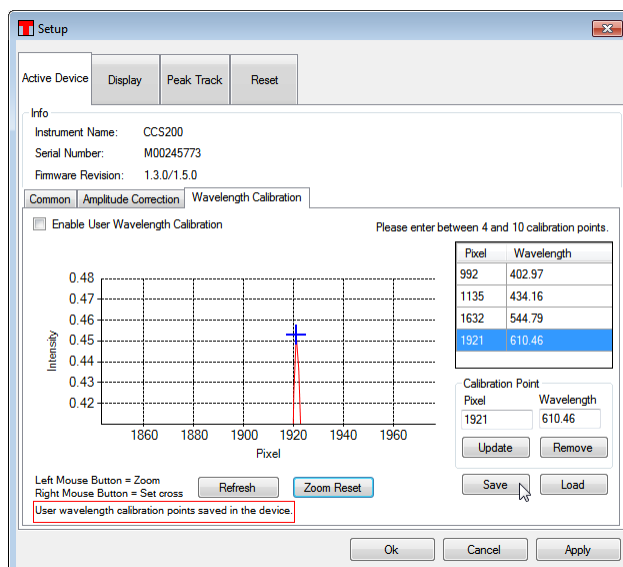 Setup
Active Device Display Peak Track Reset
Info
Instrument Name: CCS200
Serial Number: M00245773
Firmware Revision: 1.3.0/1.5.0
Common Amplitude Correction Wavelength Calibration
Enable User Wavelength Calibration
Please enter between 4 and 10 calibration points.
Pixel Wavelength
992 402.97
1135 434.16
1632 544.79
1921 610.46
0.48
0.47
0.46
0.45
0.44
0.43
0.42
Intensity
1860 1880 1900 1920 1940 1960
Pixel
Calibration Point
Pixel Wavelength
1921 610.46
Update Remove
Save Load
Left Mouse Button = Zoom
Right Mouse Button = Set cross
Refresh Zoom Reset
User wavelength calibration points saved in the device.
Ok Cancel Apply